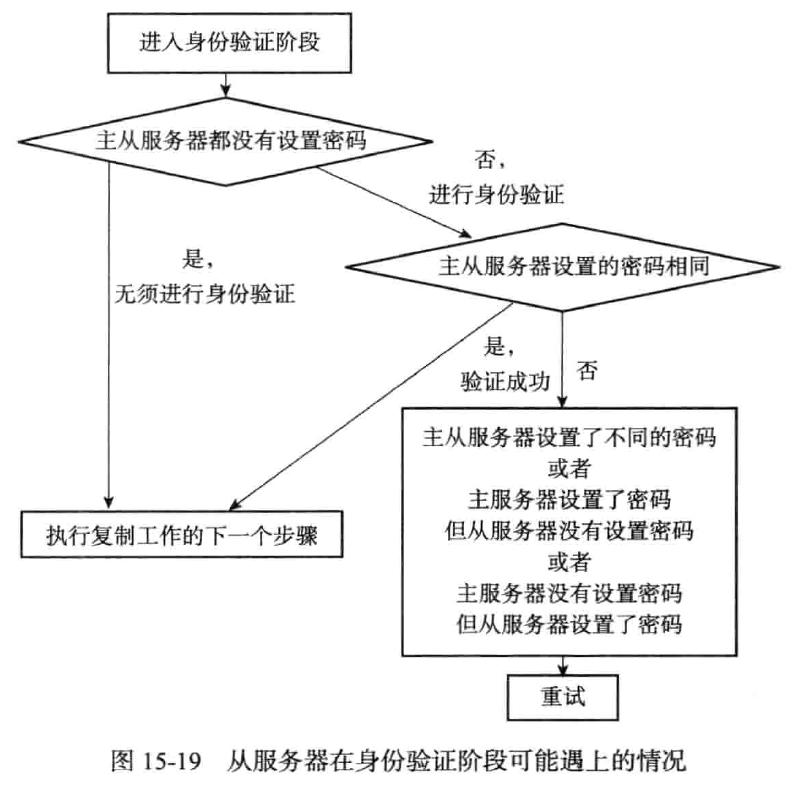 进入身份验证阶段
主从服务器都没有设置密码
否，
进行身份验证
是，
无须进行身份验证
主从服务器设置的密码相同
是，
验证成功
否
主从服务器设置了不同的密码
或者
主服务器设置了密码
但从服务器没有设置密码
或者
主服务器没有设置密码
但从服务器设置了密码
执行复制工作的下一个步骤
重试
图 15-19 从服务器在身份验证阶段可能遇上的情况